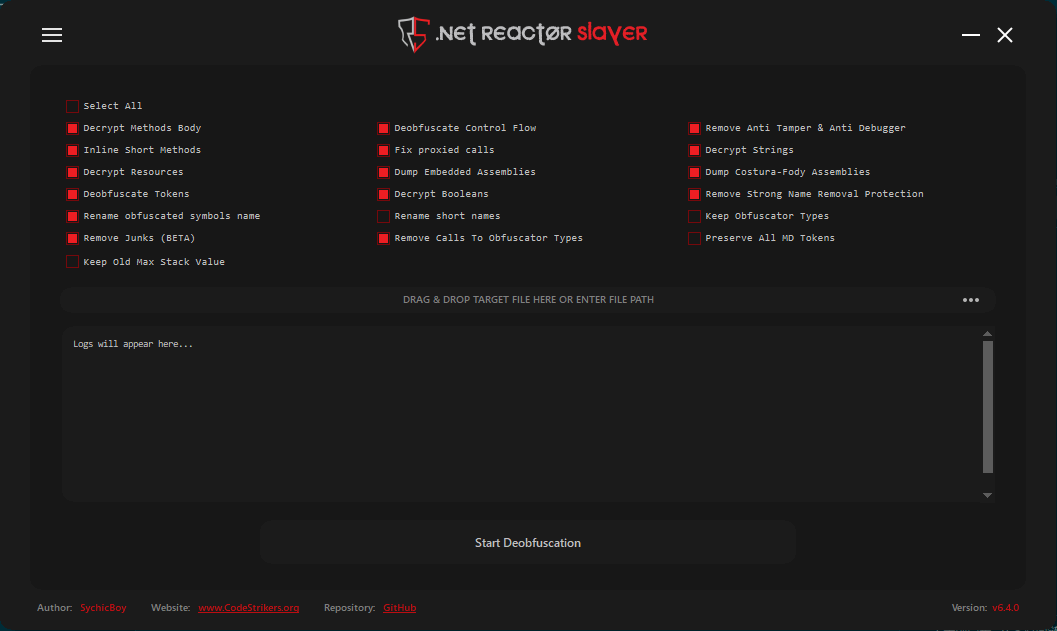 .NET REACTOR SLAYER
Select All
Decrypt Methods Body Deobfuscate Control Flow Remove Anti Tamper & Anti Debugger
Inline Short Methods Fix proxied calls Decrypt Strings
Decrypt Resources Dump Embedded Assemblies Dump Costura-Fody Assemblies
Deobfuscate Tokens Decrypt Booleans Remove Strong Name Removal Protection
Rename obfuscated symbols name Rename short names Keep Obfuscator Types
Remove Junks (BETA) Remove Calls To Obfuscator Types Preserve All MD Tokens
Keep Old Max Stack Value
DRAG & DROP TARGET FILE HERE OR ENTER FILE PATH
Logs will appear here...
Start Deobfuscation
Author: SychicBoy Website: www.CodeStrikers.org Repository: GitHub Version: v6.4.0